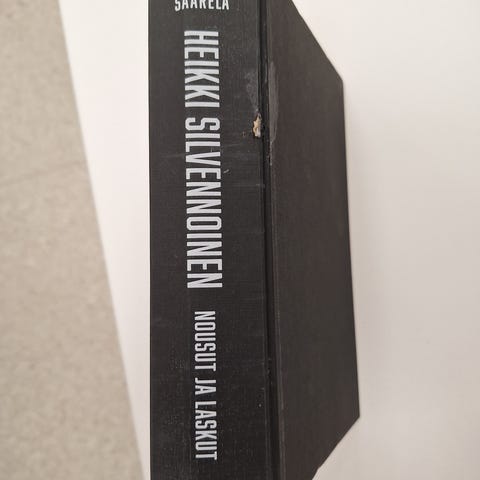 SAARELA
HEIKKI SILVENNOINEN
NOUSUT JA LASKUT